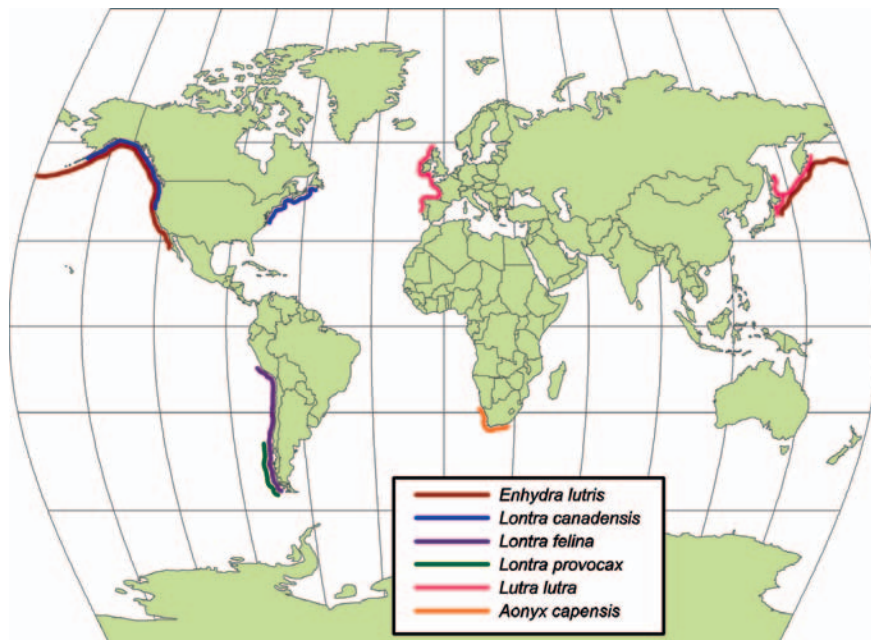 Enhydra lutris
Lontra canadensis
Lontra felina
Lontra provocax
Lutra lutra
Aonyx capensis